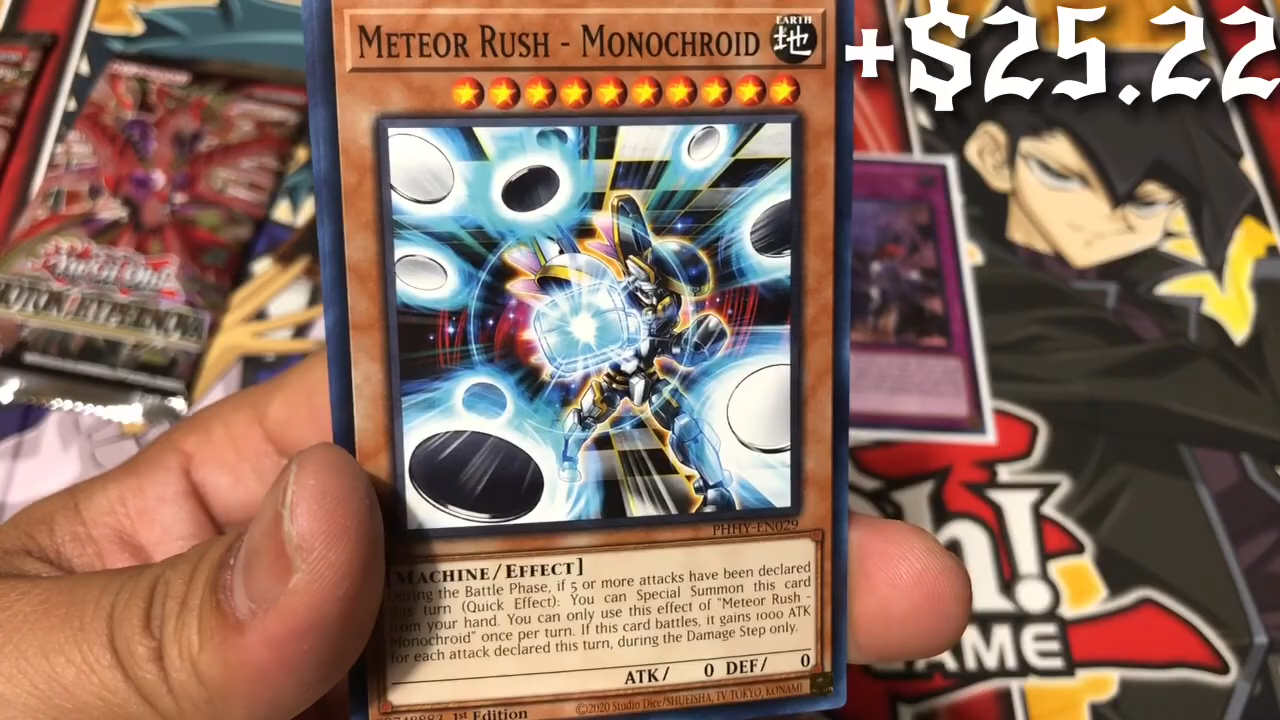 METEOR RUSH - MONOCHROID
EARTH
地
+$25.22
PHHY-EN029
[MACHINE/EFFECT]
During the Battle Phase, if 5 or more attacks have been declared
this turn (Quick Effect): You can Special Summon this card
from your hand. You can only use this effect of "Meteor Rush -
Monochroid" once per turn. If this card battles, it gains 1000 ATK
for each attack declared this turn, during the Damage Step only.
ATK/ 0 DEF/ 0
1st Edition
©2020 Studio Dice/SHUEISHA, TV TOKYO, KONAMI
h!
GAME